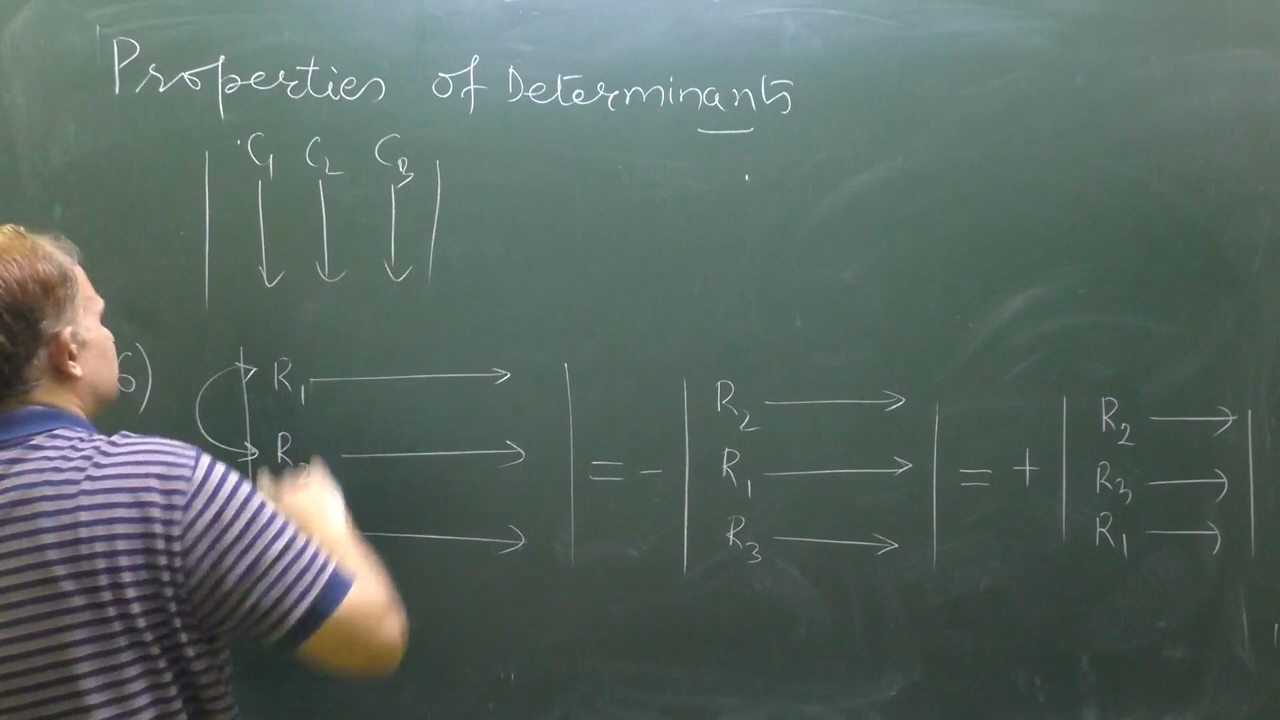 Properties of Determinants
| C₁ C₂ C₃ |
6)
| R₁ → | = - | R₂ → | = + | R₂ → |
| R₂ → | | R₁ → | | R₃ → |
| → | | R₃ → | | R₁ → |